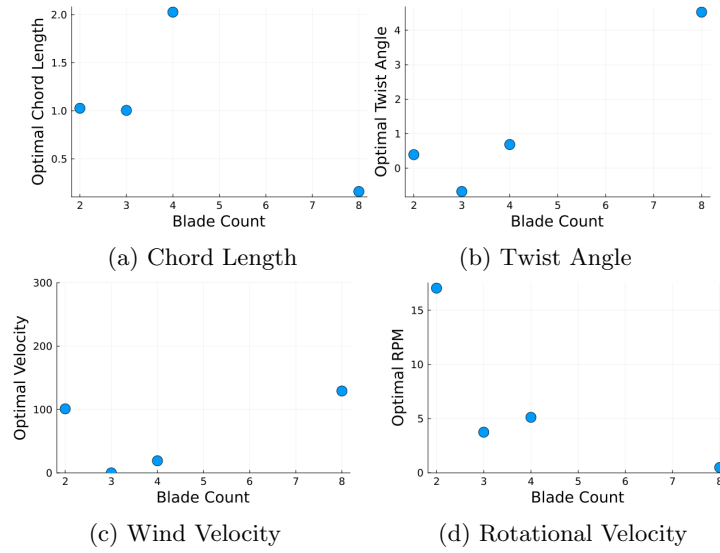 Optimal Chord Length
2.0
1.5
1.0
0.5
2 3 4 5 6 7 8
Blade Count
(a) Chord Length
Optimal Twist Angle
4
3
2
1
0
2 3 4 5 6 7 8
Blade Count
(b) Twist Angle
Optimal Velocity
300
200
100
0
2 3 4 5 6 7 8
Blade Count
(c) Wind Velocity
Optimal RPM
15
10
5
0
2 3 4 5 6 7 8
Blade Count
(d) Rotational Velocity